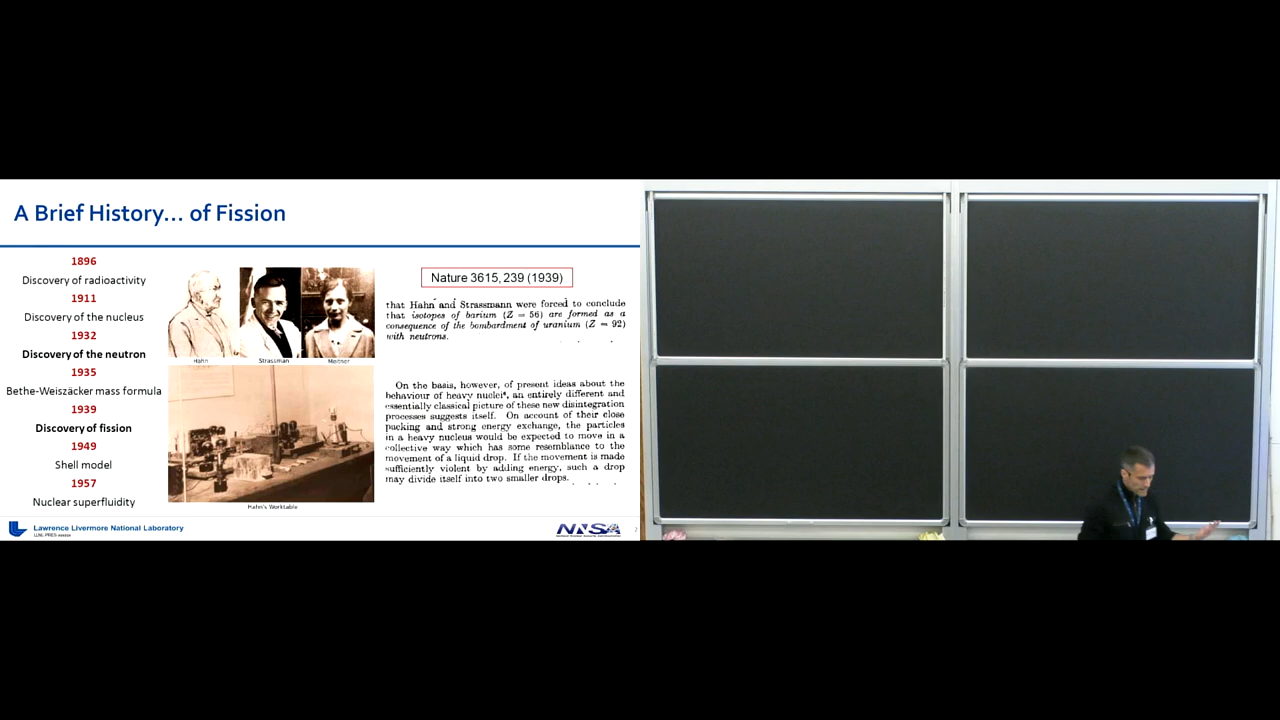 A Brief History... of Fission
1896
Discovery of radioactivity
1911
Discovery of the nucleus
1932
Discovery of the neutron
1935
Bethe-Weiszäcker mass formula
1939
Discovery of fission
1949
Shell model
1957
Nuclear superfluidity
Hahn
Strassman
Meitner
Hahn's Worktable
Nature 3615, 239 (1939)
that Hahn and Strassmann were forced to conclude
that isotopes of barium (Z = 56) are formed as a
consequence of the bombardment of uranium (Z = 92)
with neutrons.
On the basis, however, of present ideas about the
behaviour of heavy nuclei⁶, an entirely different and
essentially classical picture of these new disintegration
processes suggests itself. On account of their close
packing and strong energy exchange, the particles
in a heavy nucleus would be expected to move in a
collective way which has some resemblance to the
movement of a liquid drop. If the movement is made
sufficiently violent by adding energy, such a drop
may divide itself into two smaller drops.
Lawrence Livermore National Laboratory
LLNL-PRES
NNSA
2